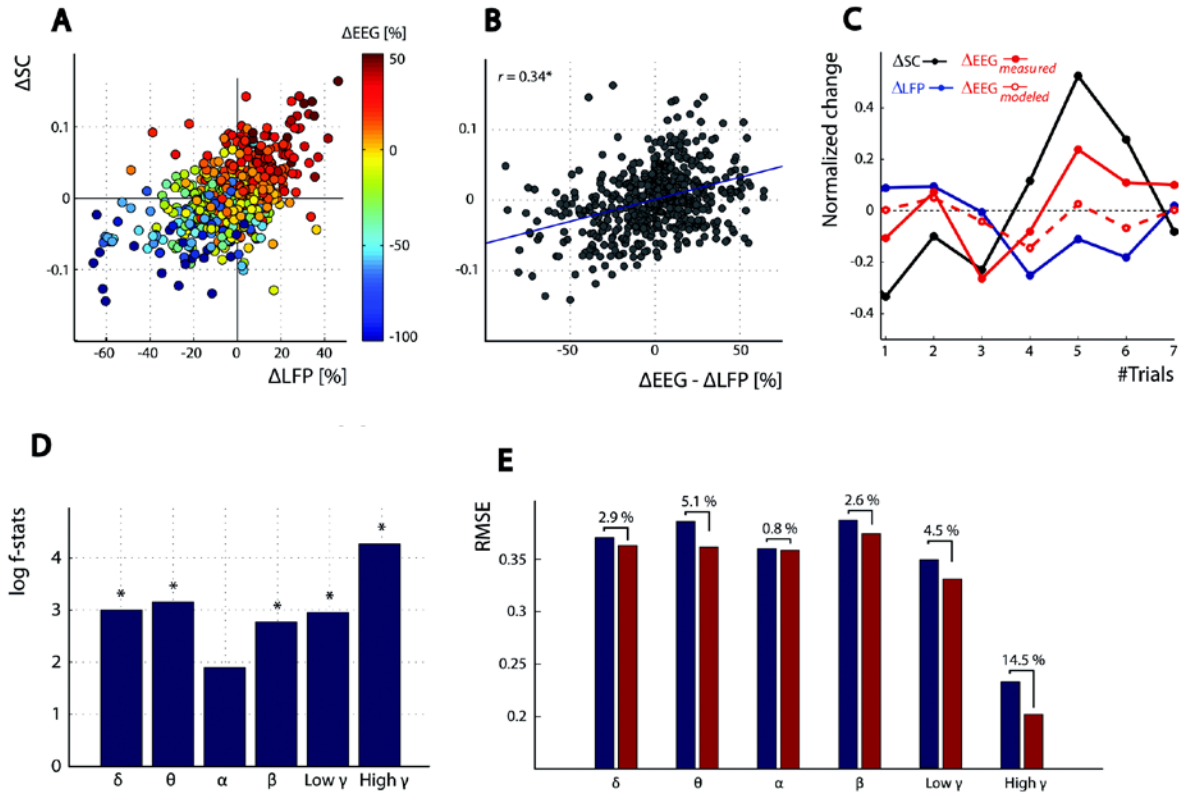 A
ΔEEG [%]
50
0
-50
-100
ΔSC
0.1
0
-0.1
-60 -40 -20 0 20 40
ΔLFP [%]
B
r = 0.34*
0.1
0
-0.1
-50 0 50
ΔEEG - ΔLFP [%]
C
Normalized change
ΔSC ΔEEG measured
ΔLFP ΔEEG modeled
0.4
0.2
0
-0.2
-0.4
1 2 3 4 5 6 7
#Trials
D
log f-stats
4
3
2
1
0
* * * * *
δ θ α β Low γ High γ
E
RMSE
0.35
0.3
0.25
0.2
2.9 % 5.1 % 0.8 % 2.6 % 4.5 % 14.5 %
δ θ α β Low γ High γ